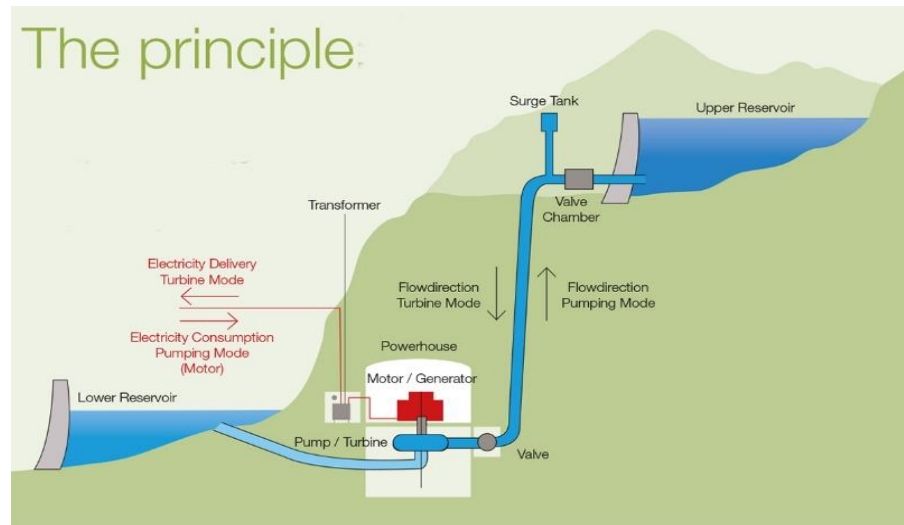 The principle
Surge Tank
Upper Reservoir
Valve
Chamber
Transformer
Electricity Delivery
Turbine Mode
Flowdirection
Turbine Mode
Flowdirection
Pumping Mode
Electricity Consumption
Pumping Mode
(Motor)
Powerhouse
Motor / Generator
Lower Reservoir
Pump / Turbine
Valve